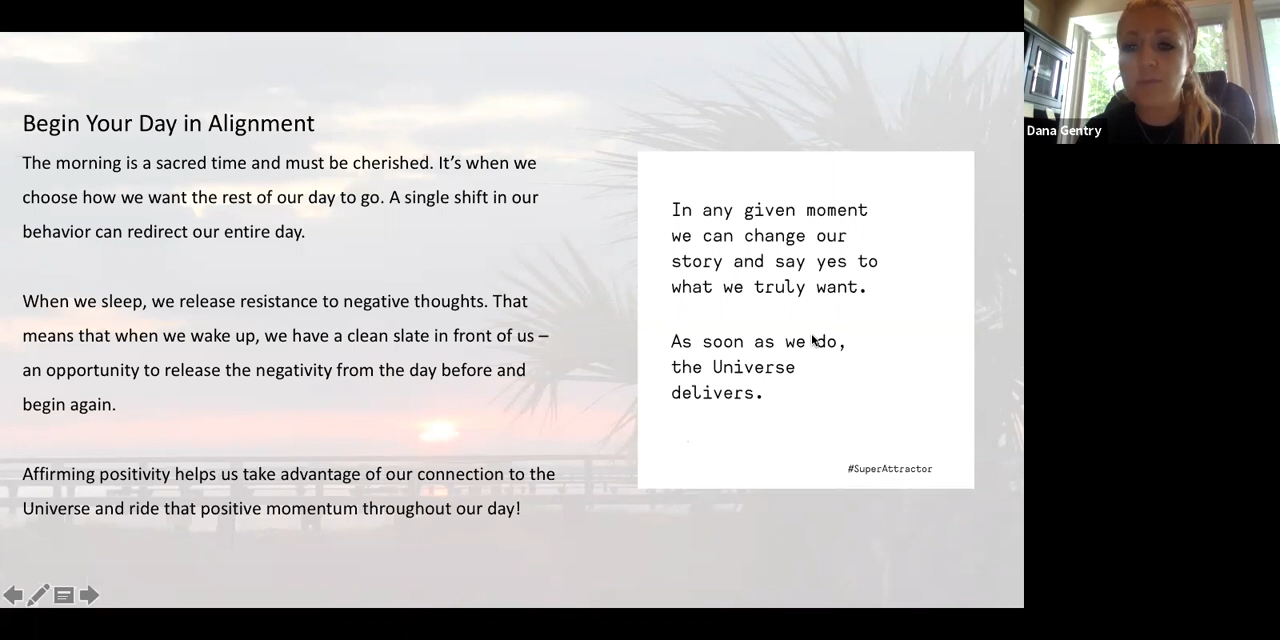 Begin Your Day in Alignment
The morning is a sacred time and must be cherished. It’s when we
choose how we want the rest of our day to go. A single shift in our
behavior can redirect our entire day.
When we sleep, we release resistance to negative thoughts. That
means that when we wake up, we have a clean slate in front of us –
an opportunity to release the negativity from the day before and
begin again.
Affirming positivity helps us take advantage of our connection to the
Universe and ride that positive momentum throughout our day!
In any given moment
we can change our
story and say yes to
what we truly want.
As soon as we do,
the Universe
delivers.
#SuperAttractor
Dana Gentry